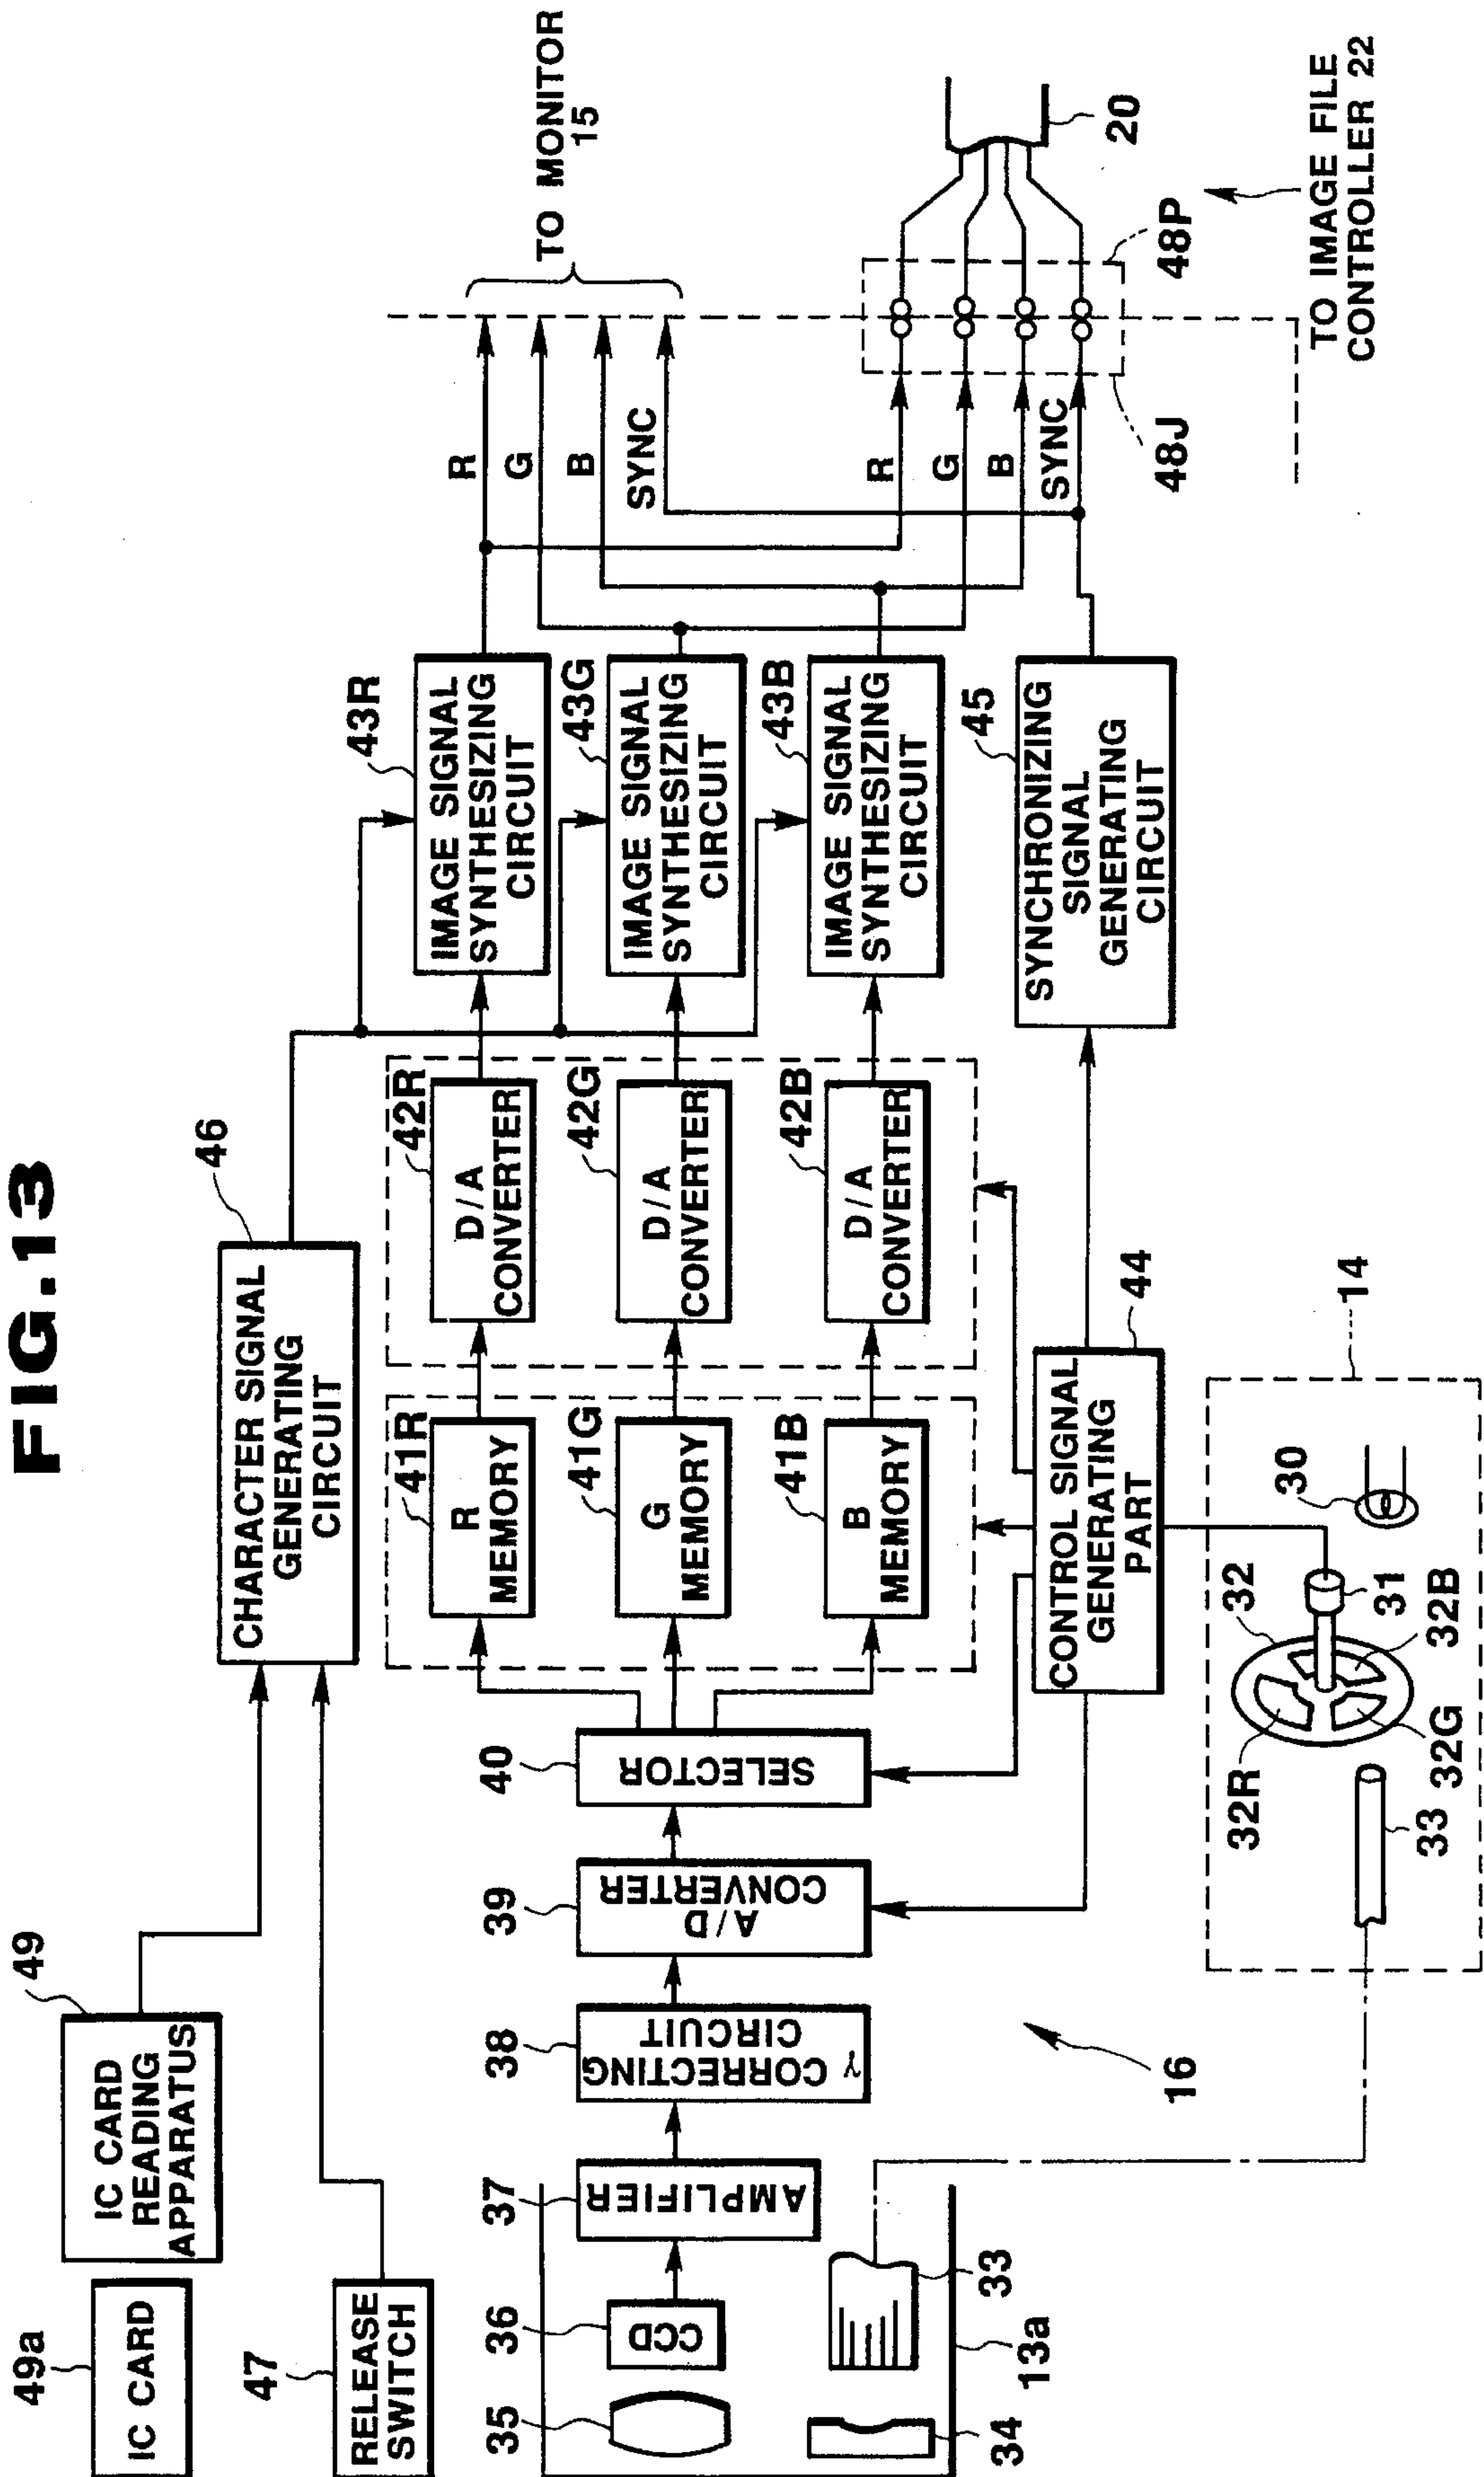 FIG.13
49a
IC CARD
49
IC CARD
READING
APPARATUS
47
RELEASE
SWITCH
46
CHARACTER SIGNAL
GENERATING
CIRCUIT
35
36
CCD
37
AMPLIFIER
38
γ CORRECTING
CIRCUIT
39
A/D
CONVERTER
40
SELECTOR
41R
R
MEMORY
41G
G
MEMORY
41B
B
MEMORY
42R
D/A
CONVERTER
42G
D/A
CONVERTER
42B
D/A
CONVERTER
43R
IMAGE SIGNAL
SYNTHESIZING
CIRCUIT
43G
IMAGE SIGNAL
SYNTHESIZING
CIRCUIT
43B
IMAGE SIGNAL
SYNTHESIZING
CIRCUIT
45
SYNCHRONIZING
SIGNAL
GENERATING
CIRCUIT
44
CONTROL SIGNAL
GENERATING
PART
R
G
B
SYNC
TO MONITOR
15
R
G
B
SYNC
48J
48P
20
TO IMAGE FILE
CONTROLLER 22
34
33
13a
16
14
33
32R
32G
32
32B
31
30